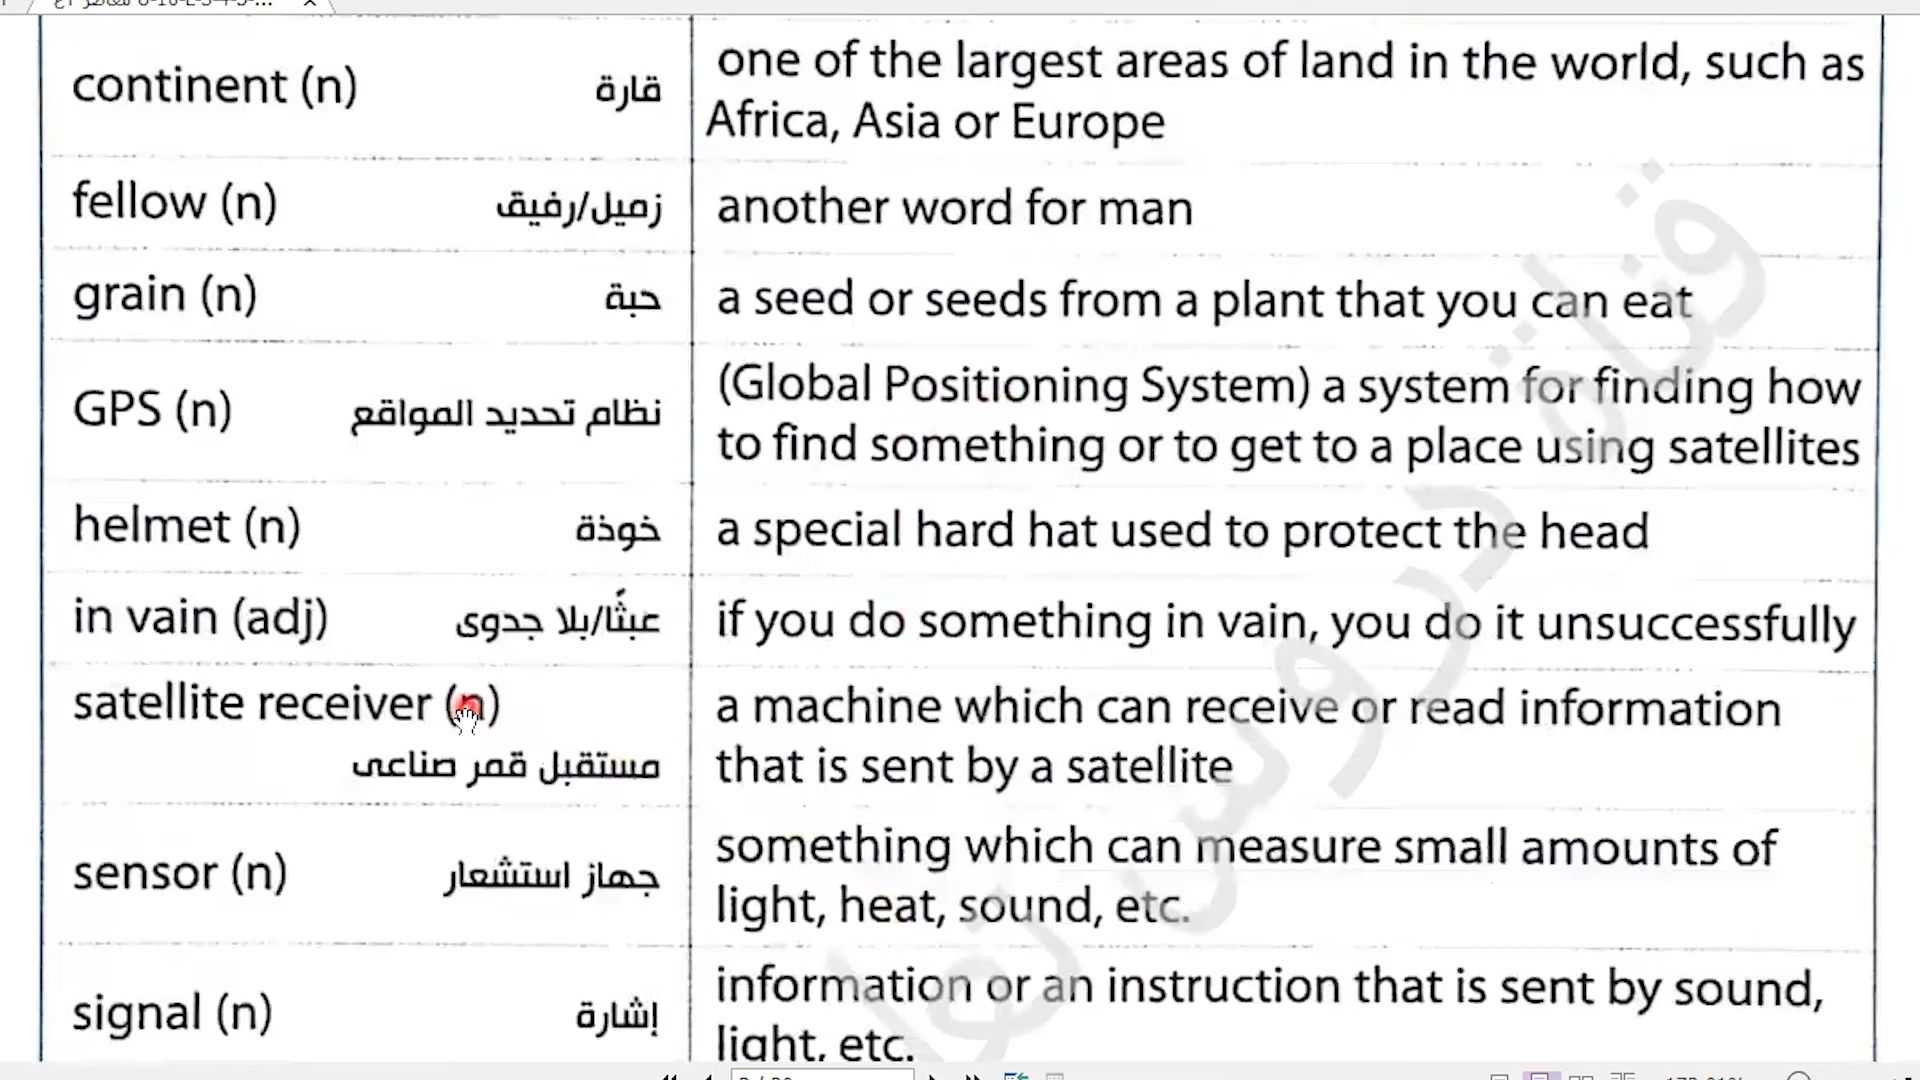 continent (n) قارة
one of the largest areas of land in the world, such as
Africa, Asia or Europe
fellow (n) زميل/رفيق
another word for man
grain (n) حبة
a seed or seeds from a plant that you can eat
GPS (n) نظام تحديد المواقع
(Global Positioning System) a system for finding how
to find something or to get to a place using satellites
helmet (n) خوذة
a special hard hat used to protect the head
in vain (adj) عبثًا/بلا جدوى
if you do something in vain, you do it unsuccessfully
satellite receiver (n)
مستقبل قمر صناعى
a machine which can receive or read information
that is sent by a satellite
sensor (n) جهاز استشعار
something which can measure small amounts of
light, heat, sound, etc.
signal (n) إشارة
information or an instruction that is sent by sound,
light, etc.
قناة دروس